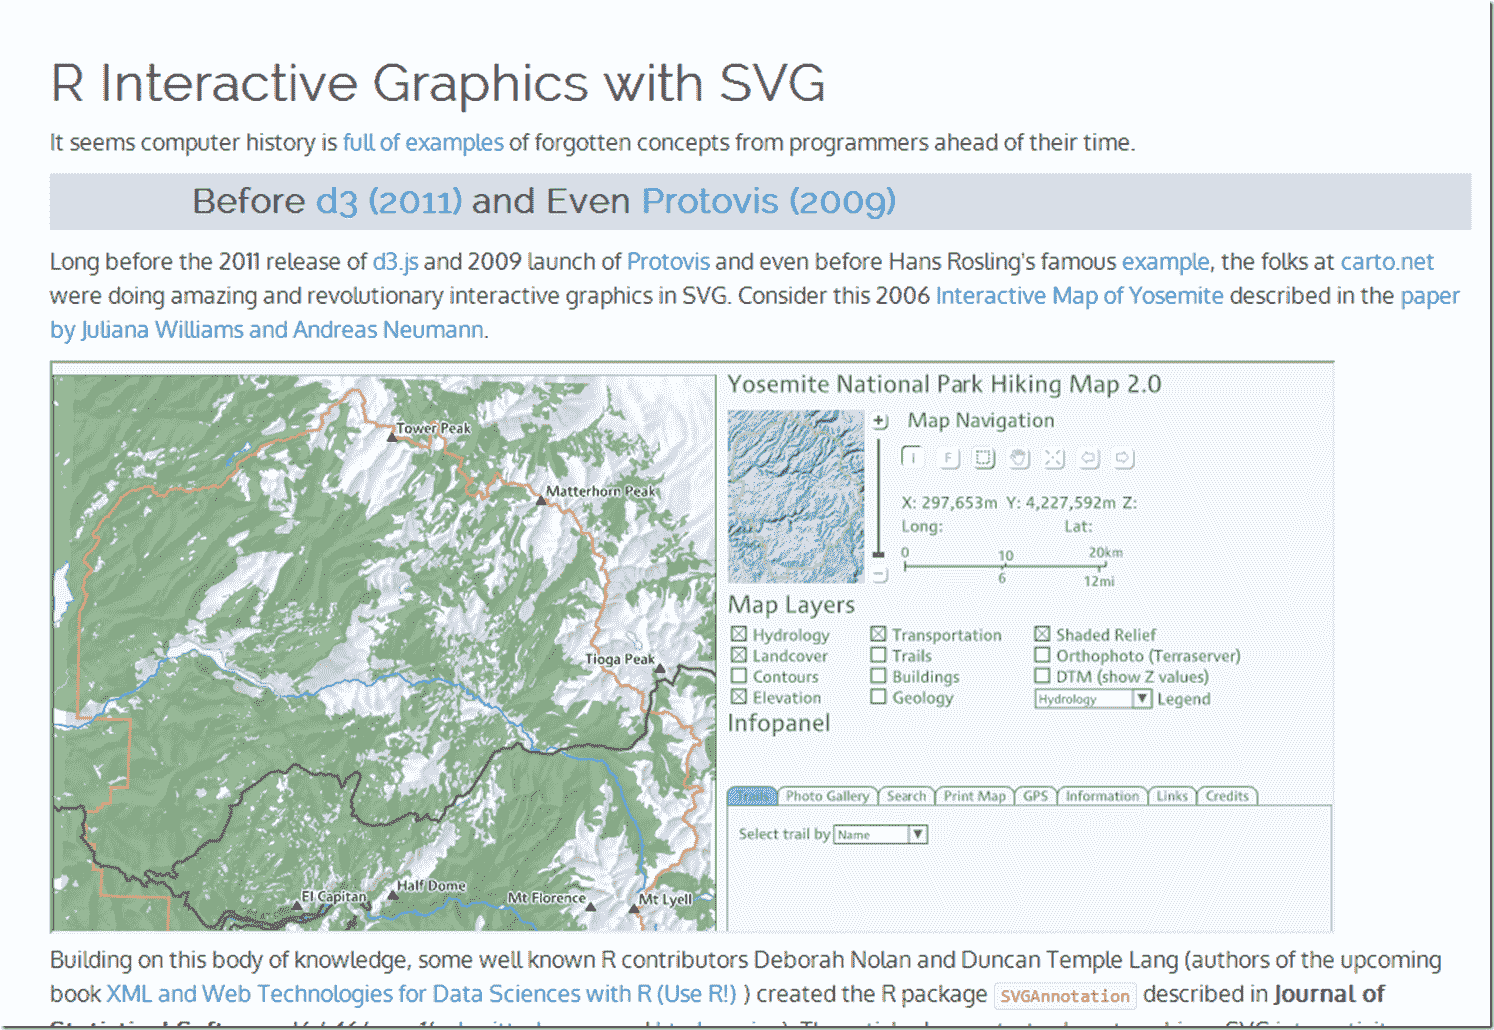 R Interactive Graphics with SVG
It seems computer history is full of examples of forgotten concepts from programmers ahead of their time.
Before d3 (2011) and Even Protovis (2009)
Long before the 2011 release of d3.js and 2009 launch of Protovis and even before Hans Rosling's famous example, the folks at carto.net
were doing amazing and revolutionary interactive graphics in SVG. Consider this 2006 Interactive Map of Yosemite described in the paper
by Juliana Williams and Andreas Neumann.
Tower Peak
Matterhorn Peak
Tioga Peak
El Capitan
Half Dome
Mt Florence
Mt Lyell
Yosemite National Park Hiking Map 2.0
+ Map Navigation
i F
X: 297,653m Y: 4,227,592m Z:
Long: Lat:
0 10 20km
6 12mi
Map Layers
Hydrology Transportation Shaded Relief
Landcover Trails Orthophoto (Terraserver)
Contours Buildings DTM (show Z values)
Elevation Geology Hydrology Legend
Infopanel
Photo Gallery Search Print Map GPS Information Links Credits
Select trail by Name
Building on this body of knowledge, some well known R contributors Deborah Nolan and Duncan Temple Lang (authors of the upcoming
book XML and Web Technologies for Data Sciences with R (Use R!) ) created the R package SVGAnnotation described in Journal of